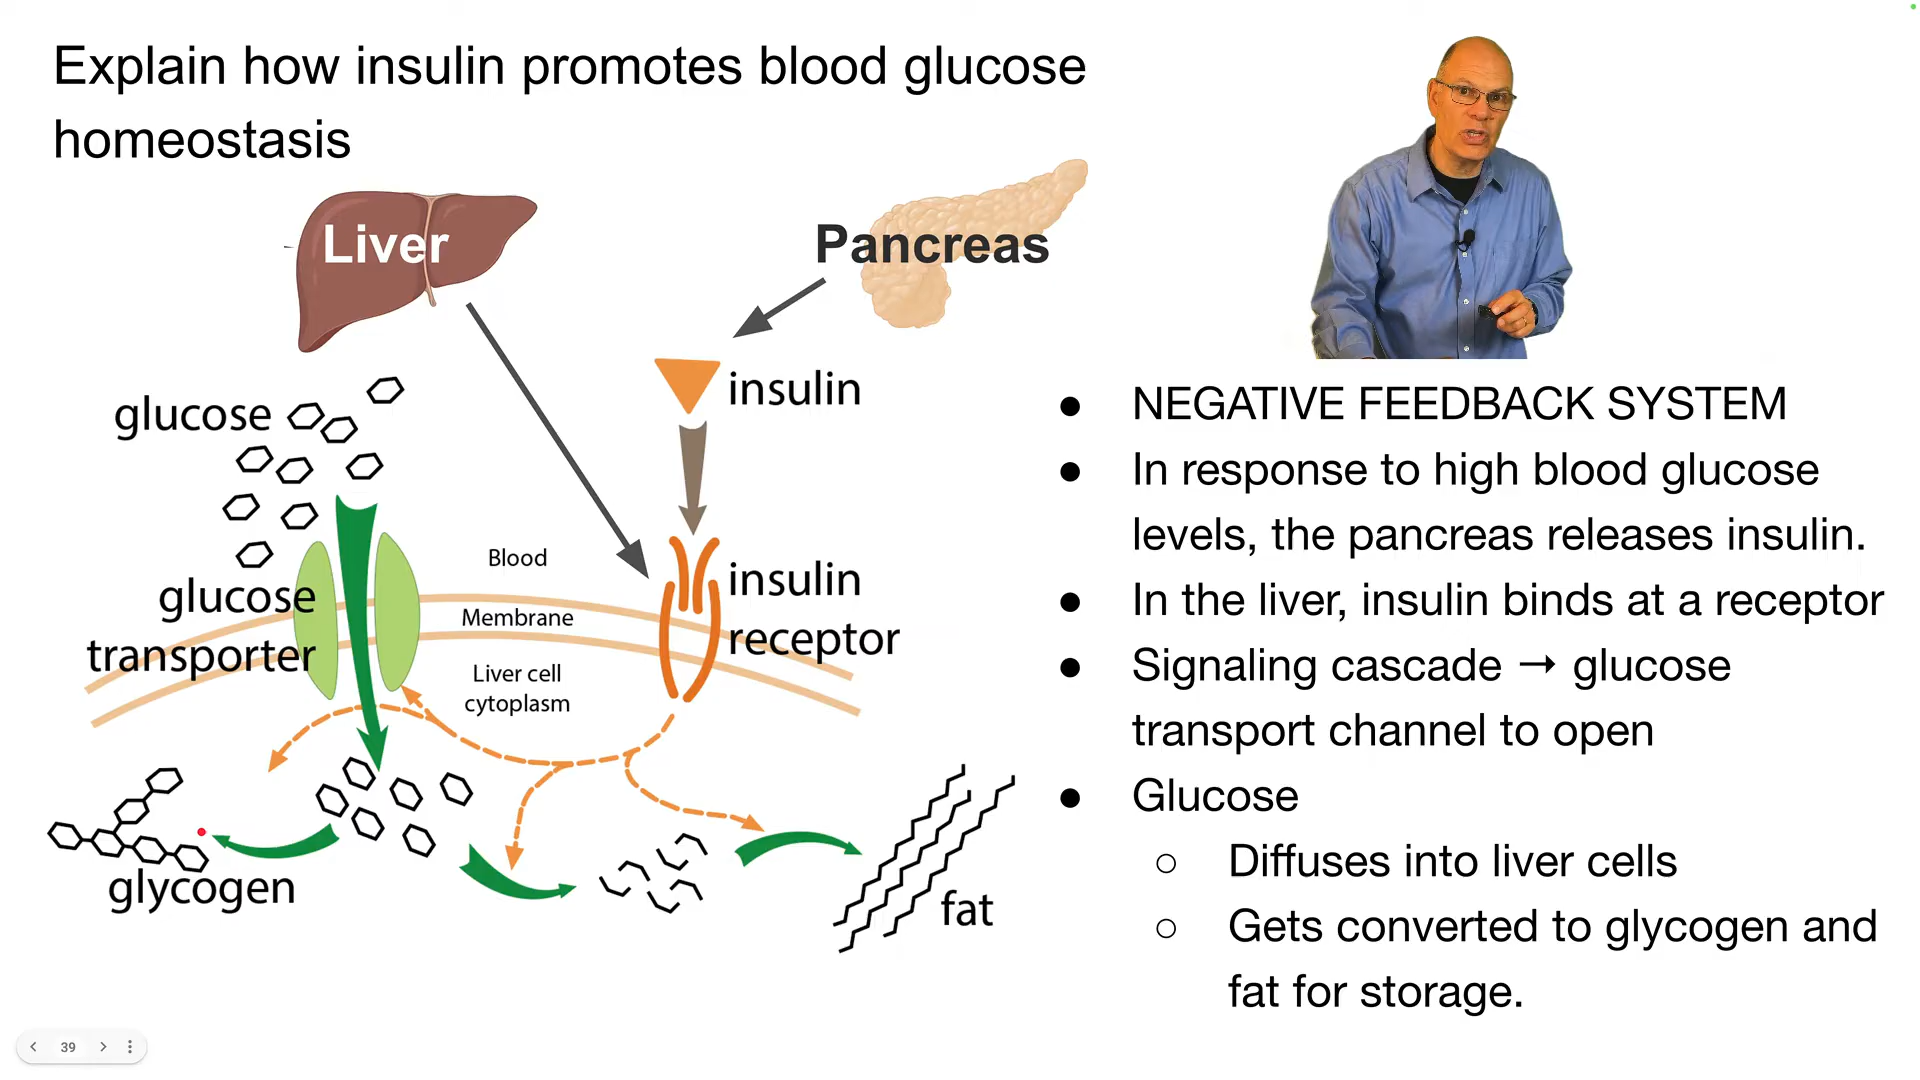 Explain how insulin promotes blood glucose
homeostasis
Liver
Pancreas
insulin
glucose
Blood
insulin
receptor
glucose
transporter
Membrane
Liver cell
cytoplasm
glycogen
fat
● NEGATIVE FEEDBACK SYSTEM
● In response to high blood glucose
levels, the pancreas releases insulin.
● In the liver, insulin binds at a receptor
● Signaling cascade → glucose
transport channel to open
● Glucose
○ Diffuses into liver cells
○ Gets converted to glycogen and
fat for storage.
39